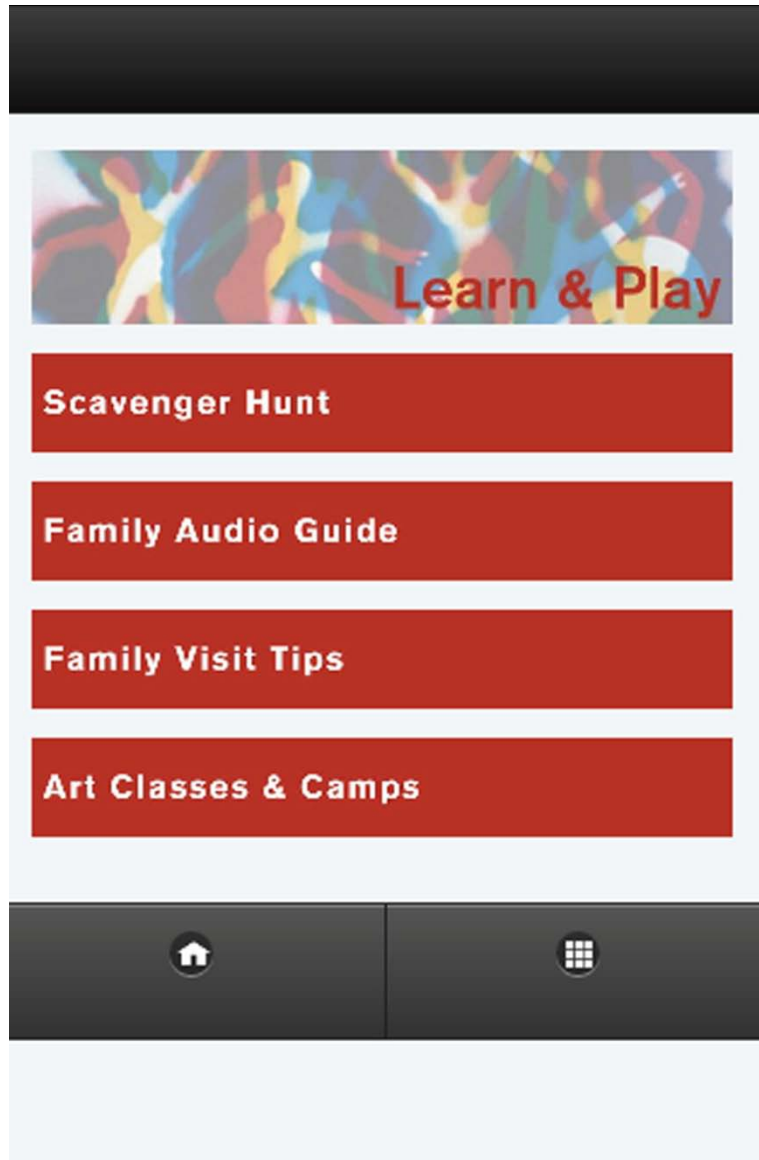 Learn & Play
Scavenger Hunt
Family Audio Guide
Family Visit Tips
Art Classes & Camps